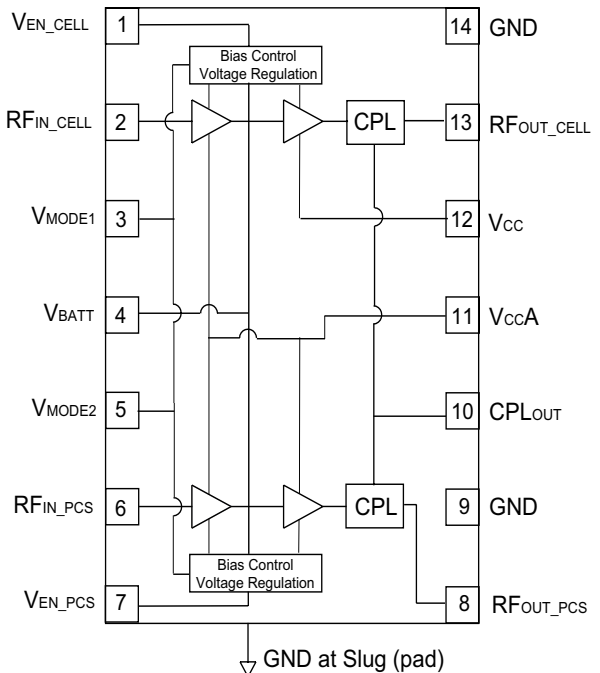 VEN_CELL 1
14 GND
Bias Control
Voltage Regulation
RFIN_CELL 2
CPL
13 RFOUT_CELL
VMODE1 3
12 VCC
VBATT 4
11 VCCA
VMODE2 5
10 CPLOUT
RFIN_PCS 6
CPL
9 GND
Bias Control
Voltage Regulation
VEN_PCS 7
8 RFOUT_PCS
GND at Slug (pad)